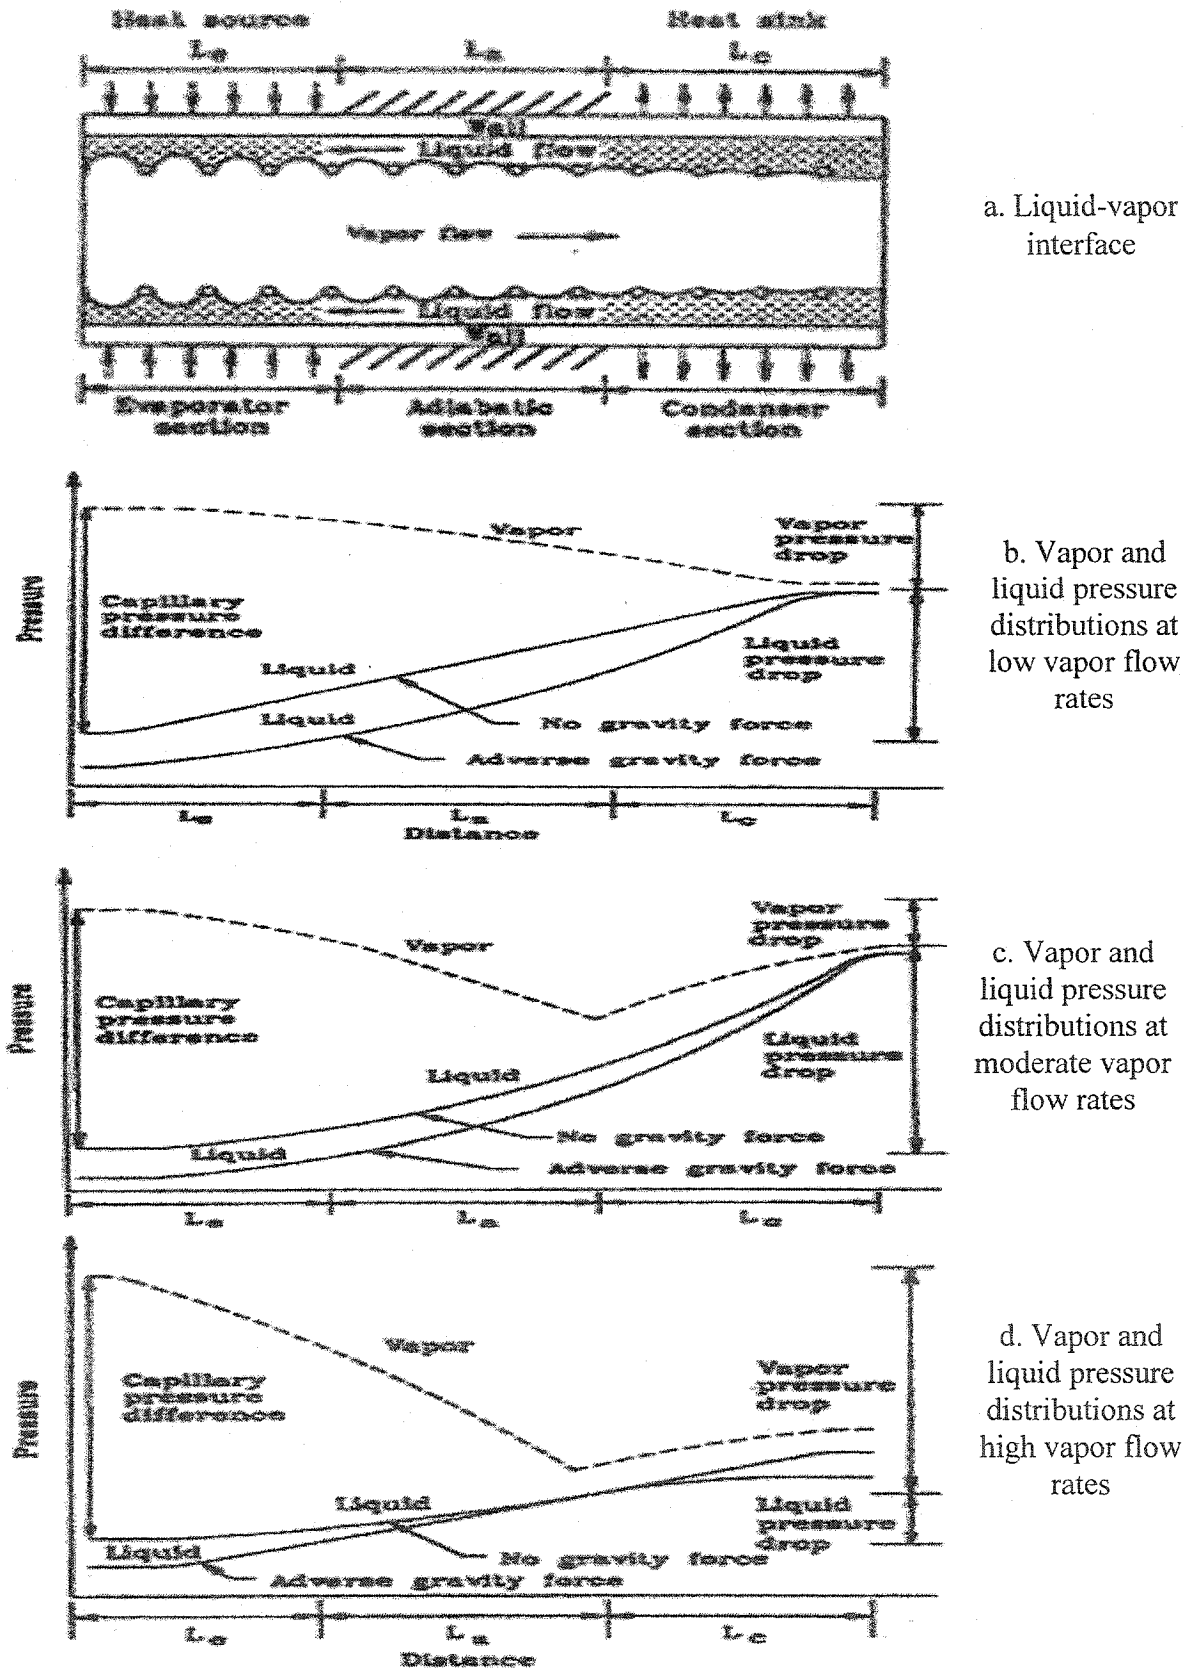 Heat source Heat sink
Le La Lc
Wall
Liquid flow
Vapor flow
Liquid flow
Wall
Evaporator section Adiabatic section Condenser section
a. Liquid-vapor
interface
Pressure
Vapor
Vapor
pressure
drop
Capillary
pressure
difference
Liquid
Liquid
pressure
drop
Liquid
No gravity force
Adverse gravity force
Le La Lc
Distance
b. Vapor and
liquid pressure
distributions at
low vapor flow
rates
Pressure
Vapor
Vapor
pressure
drop
Capillary
pressure
difference
Liquid
Liquid
pressure
drop
Liquid
No gravity force
Adverse gravity force
Le La Lc
c. Vapor and
liquid pressure
distributions at
moderate vapor
flow rates
Pressure
Vapor
Vapor
pressure
drop
Capillary
pressure
difference
Liquid
Liquid
pressure
drop
Liquid
No gravity force
Adverse gravity force
Le La Lc
Distance
d. Vapor and
liquid pressure
distributions at
high vapor flow
rates